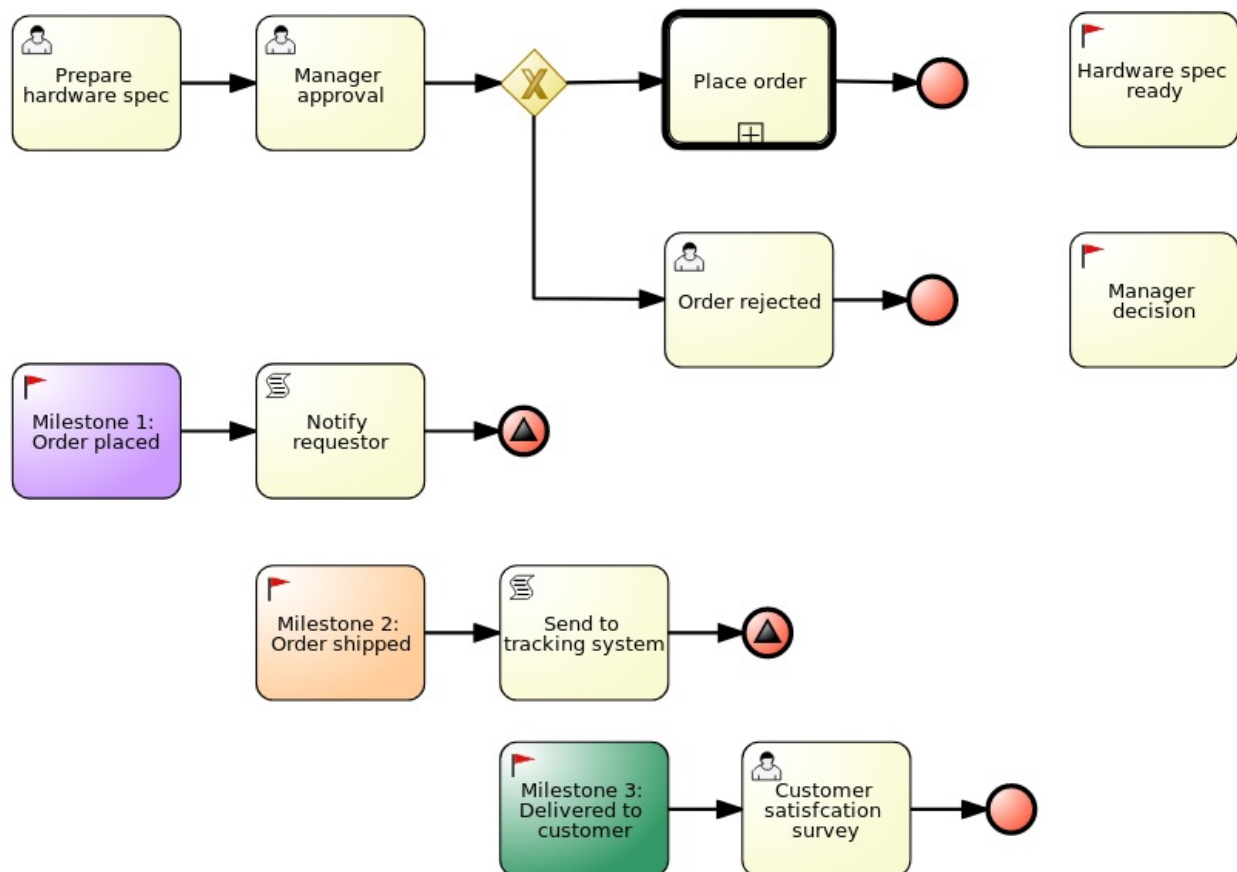 Prepare
hardware spec
Manager
approval
Place order
Hardware spec
ready
Order rejected
Manager
decision
Milestone 1:
Order placed
Notify
requestor
Milestone 2:
Order shipped
Send to
tracking system
Milestone 3:
Delivered to
customer
Customer
satisfcation
survey